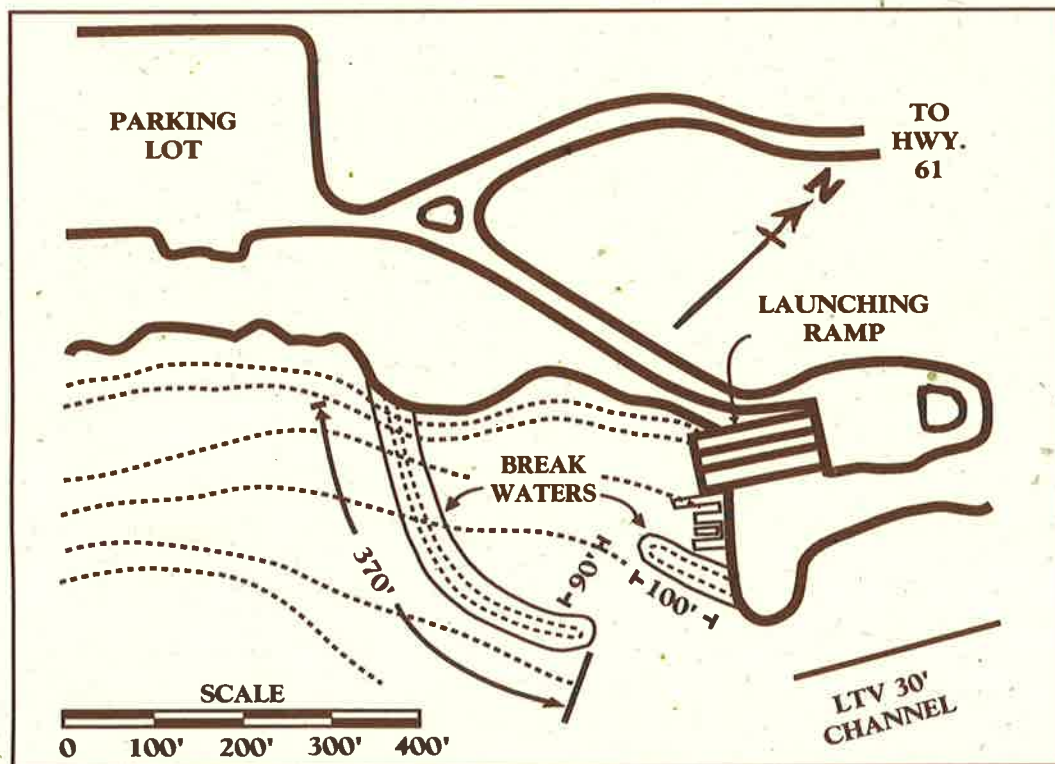 PARKING
LOT
TO
HWY.
61
N
LAUNCHING
RAMP
BREAK
WATERS
370'
90'
100'
SCALE
0 100' 200' 300' 400'
LTV 30'
CHANNEL